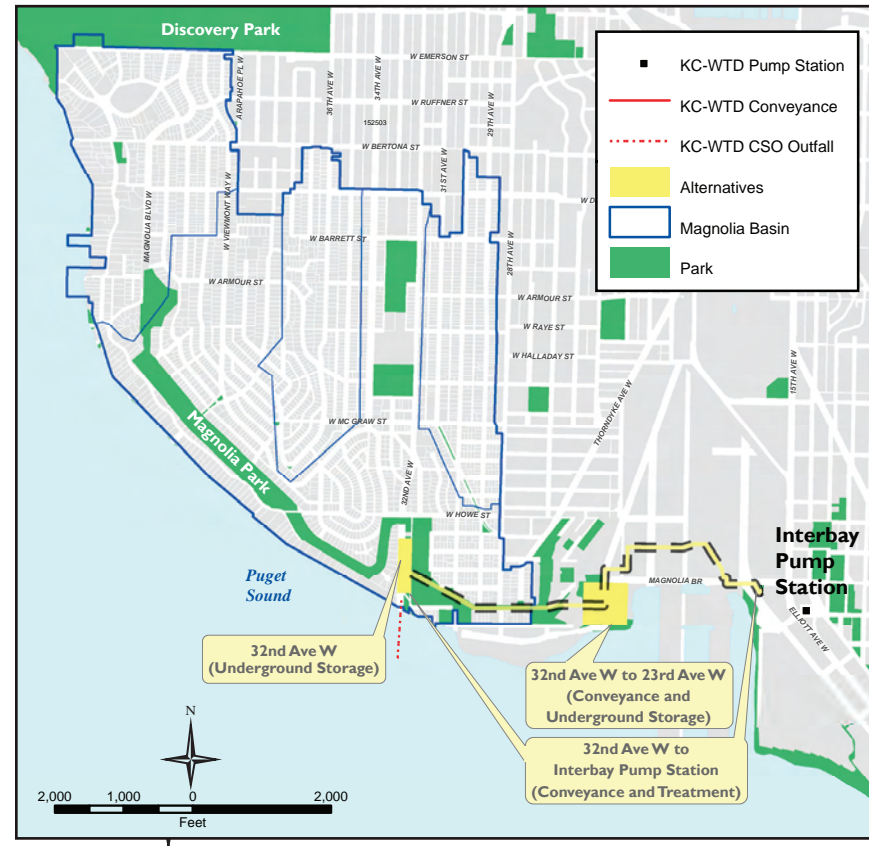 Discovery Park
W EMERSON ST
ARAPAHOE PL W
36TH AVE W
34TH AVE W
W RUFFNER ST
29TH AVE W
152503
W BERTONA ST
31ST AVE W
KC-WTD Pump Station
KC-WTD Conveyance
KC-WTD CSO Outfall
Alternatives
Magnolia Basin
Park
MAGNOLIA BLVD W
W VIEWMONT WAY W
W D
W BARRETT ST
28TH AVE W
W ARMOUR ST
W ARMOUR ST
W RAYE ST
W HALLADAY ST
15TH AVE W
THORNDYKE AVE W
W MC GRAW ST
Magnolia Park
32ND AVE W
W HOWE ST
Interbay
Pump
Station
MAGNOLIA BR
ELLIOTT AVE W
Puget
Sound
32nd Ave W
(Underground Storage)
32nd Ave W to 23rd Ave W
(Conveyance and
Underground Storage)
32nd Ave W to
Interbay Pump Station
(Conveyance and Treatment)
N
2,000 1,000 0 2,000
Feet